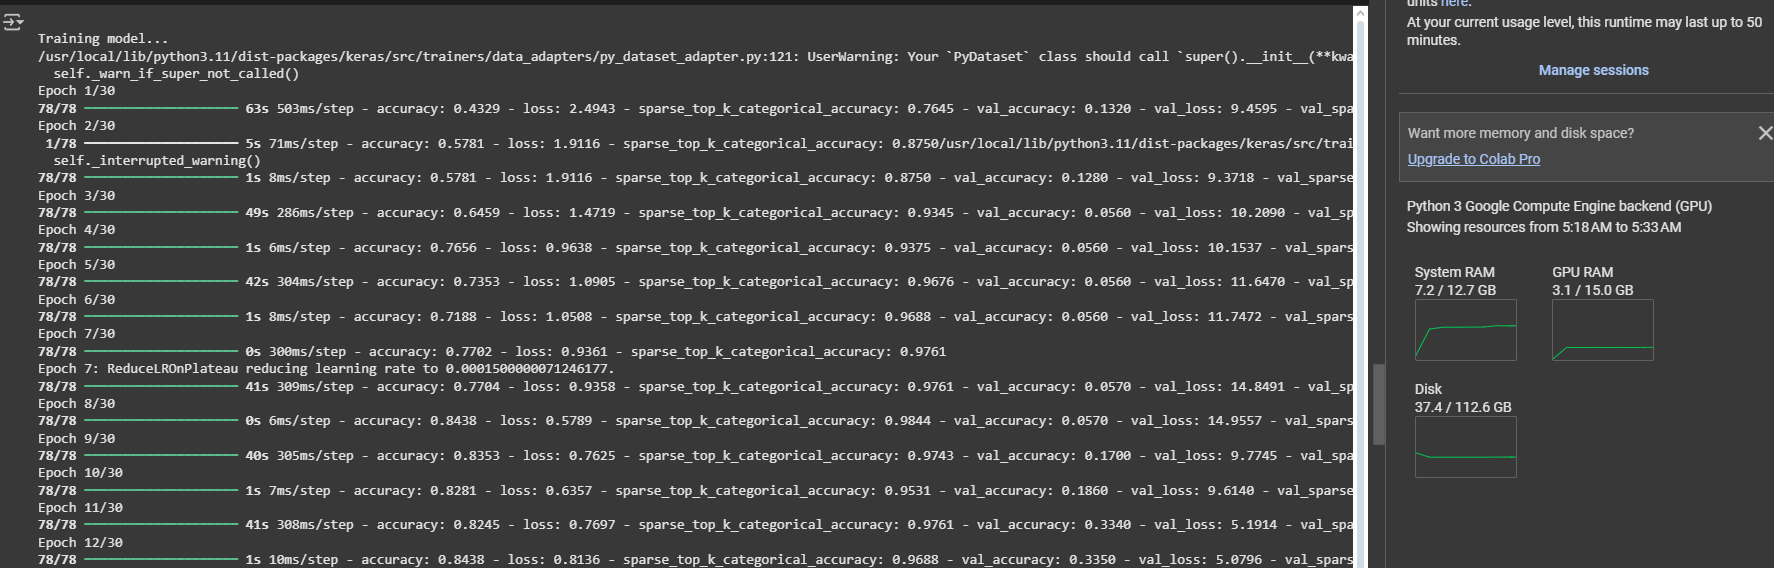 Training model...
/usr/local/lib/python3.11/dist-packages/keras/src/trainers/data_adapters/py_dataset_adapter.py:121: UserWarning: Your `PyDataset` class should call `super().__init__(**kwa
self._warn_if_super_not_called()
Epoch 1/30
78/78 63s 503ms/step - accuracy: 0.4329 - loss: 2.4943 - sparse_top_k_categorical_accuracy: 0.7645 - val_accuracy: 0.1320 - val_loss: 9.4595 - val_spa
Epoch 2/30
1/78 5s 71ms/step - accuracy: 0.5781 - loss: 1.9116 - sparse_top_k_categorical_accuracy: 0.8750/usr/local/lib/python3.11/dist-packages/keras/src/trai
self._interrupted_warning()
78/78 1s 8ms/step - accuracy: 0.5781 - loss: 1.9116 - sparse_top_k_categorical_accuracy: 0.8750 - val_accuracy: 0.1280 - val_loss: 9.3718 - val_sparse
Epoch 3/30
78/78 49s 286ms/step - accuracy: 0.6459 - loss: 1.4719 - sparse_top_k_categorical_accuracy: 0.9345 - val_accuracy: 0.0560 - val_loss: 10.2090 - val_sp
Epoch 4/30
78/78 1s 6ms/step - accuracy: 0.7656 - loss: 0.9638 - sparse_top_k_categorical_accuracy: 0.9375 - val_accuracy: 0.0560 - val_loss: 10.1537 - val_spars
Epoch 5/30
78/78 42s 304ms/step - accuracy: 0.7353 - loss: 1.0905 - sparse_top_k_categorical_accuracy: 0.9676 - val_accuracy: 0.0560 - val_loss: 11.6470 - val_sp
Epoch 6/30
78/78 1s 8ms/step - accuracy: 0.7188 - loss: 1.0508 - sparse_top_k_categorical_accuracy: 0.9688 - val_accuracy: 0.0560 - val_loss: 11.7472 - val_spars
Epoch 7/30
78/78 0s 300ms/step - accuracy: 0.7702 - loss: 0.9361 - sparse_top_k_categorical_accuracy: 0.9761
Epoch 7: ReduceLROnPlateau reducing learning rate to 0.0001500000071246177.
78/78 41s 309ms/step - accuracy: 0.7704 - loss: 0.9358 - sparse_top_k_categorical_accuracy: 0.9761 - val_accuracy: 0.0570 - val_loss: 14.8491 - val_sp
Epoch 8/30
78/78 0s 6ms/step - accuracy: 0.8438 - loss: 0.5789 - sparse_top_k_categorical_accuracy: 0.9844 - val_accuracy: 0.0570 - val_loss: 14.9557 - val_spars
Epoch 9/30
78/78 40s 305ms/step - accuracy: 0.8353 - loss: 0.7625 - sparse_top_k_categorical_accuracy: 0.9743 - val_accuracy: 0.1700 - val_loss: 9.7745 - val_spa
Epoch 10/30
78/78 1s 7ms/step - accuracy: 0.8281 - loss: 0.6357 - sparse_top_k_categorical_accuracy: 0.9531 - val_accuracy: 0.1860 - val_loss: 9.6140 - val_sparse
Epoch 11/30
78/78 41s 308ms/step - accuracy: 0.8245 - loss: 0.7697 - sparse_top_k_categorical_accuracy: 0.9761 - val_accuracy: 0.3340 - val_loss: 5.1914 - val_spa
Epoch 12/30
78/78 1s 10ms/step - accuracy: 0.8438 - loss: 0.8136 - sparse_top_k_categorical_accuracy: 0.9688 - val_accuracy: 0.3350 - val_loss: 5.0796 - val_spars
units here.
At your current usage level, this runtime may last up to 50
minutes.
Manage sessions
Want more memory and disk space?
Upgrade to Colab Pro
Python 3 Google Compute Engine backend (GPU)
Showing resources from 5:18 AM to 5:33 AM
System RAM
7.2 / 12.7 GB
GPU RAM
3.1 / 15.0 GB
Disk
37.4 / 112.6 GB